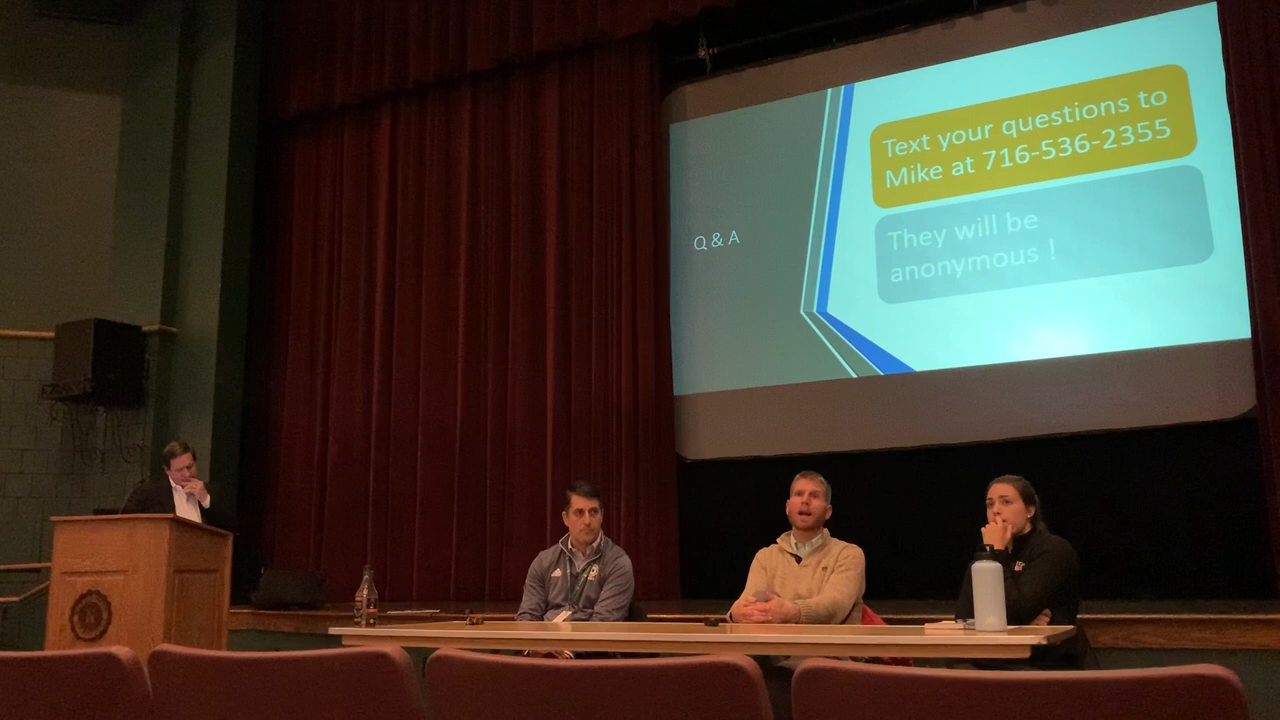 Q & A
Text your questions to
Mike at 716-536-2355
They will be
anonymous !